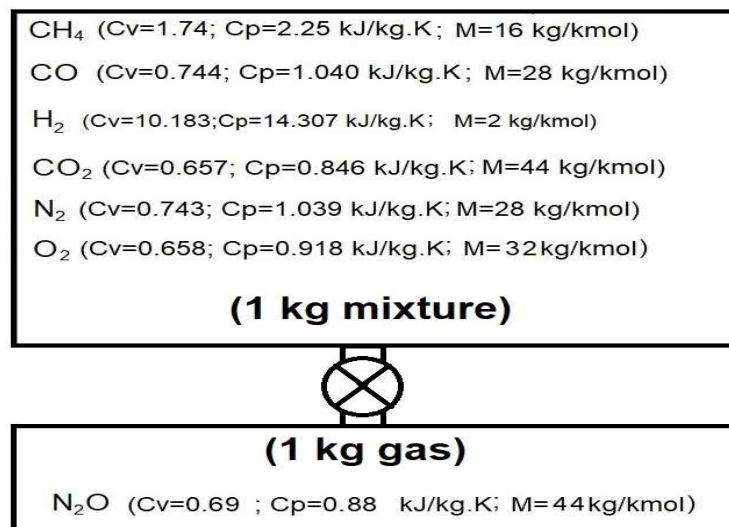 CH₄ (Cv=1.74; Cp=2.25 kJ/kg.K; M=16 kg/kmol)
CO (Cv=0.744; Cp=1.040 kJ/kg.K; M=28 kg/kmol)
H₂ (Cv=10.183;Cp=14.307 kJ/kg.K; M=2 kg/kmol)
CO₂ (Cv=0.657; Cp=0.846 kJ/kg.K; M=44 kg/kmol)
N₂ (Cv=0.743; Cp=1.039 kJ/kg.K; M=28 kg/kmol)
O₂ (Cv=0.658; Cp=0.918 kJ/kg.K; M=32kg/kmol)
(1 kg mixture)
(1 kg gas)
N₂O (Cv=0.69 ; Cp=0.88 kJ/kg.K; M=44kg/kmol)